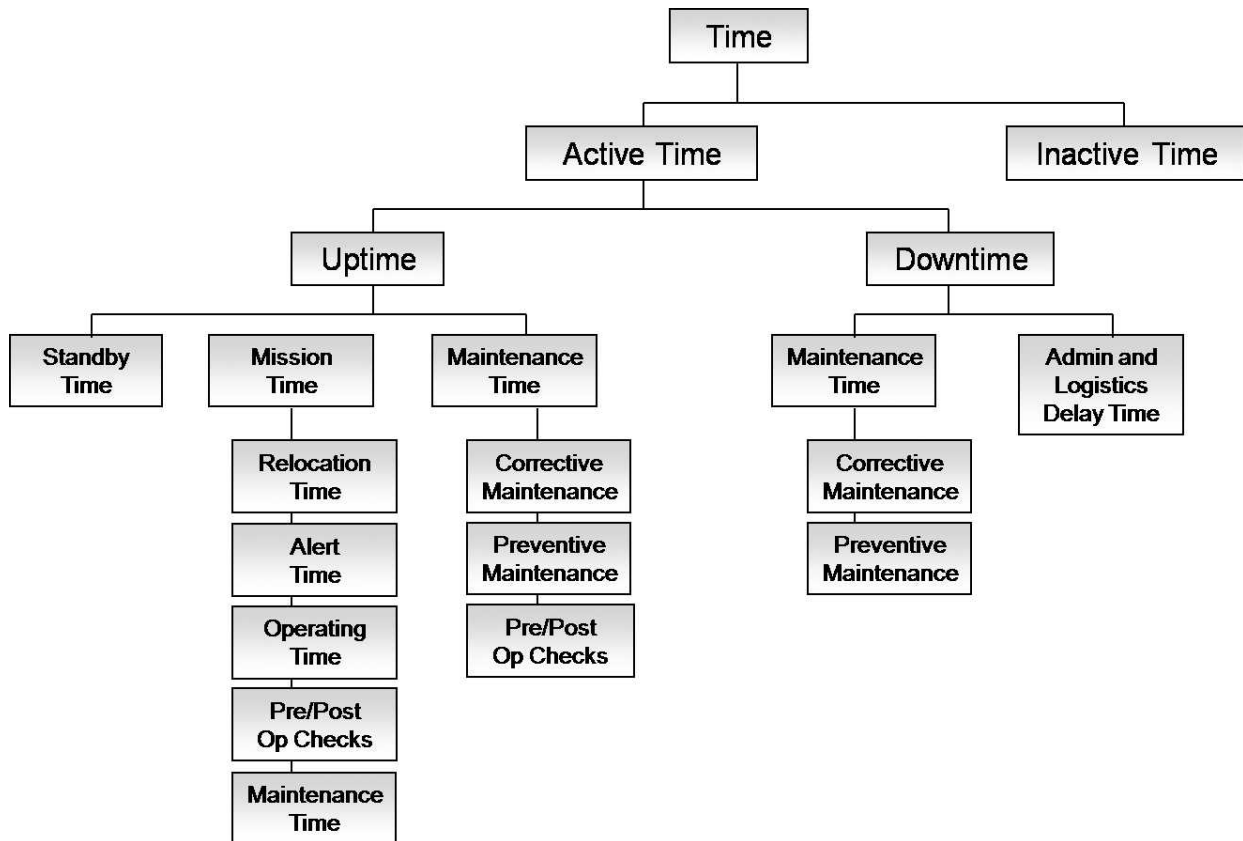 Time
Active Time
Inactive Time
Uptime
Downtime
Standby
Time
Mission
Time
Maintenance
Time
Maintenance
Time
Admin and
Logistics
Delay Time
Relocation
Time
Alert
Time
Operating
Time
Pre/Post
Op Checks
Maintenance
Time
Corrective
Maintenance
Preventive
Maintenance
Pre/Post
Op Checks
Corrective
Maintenance
Preventive
Maintenance